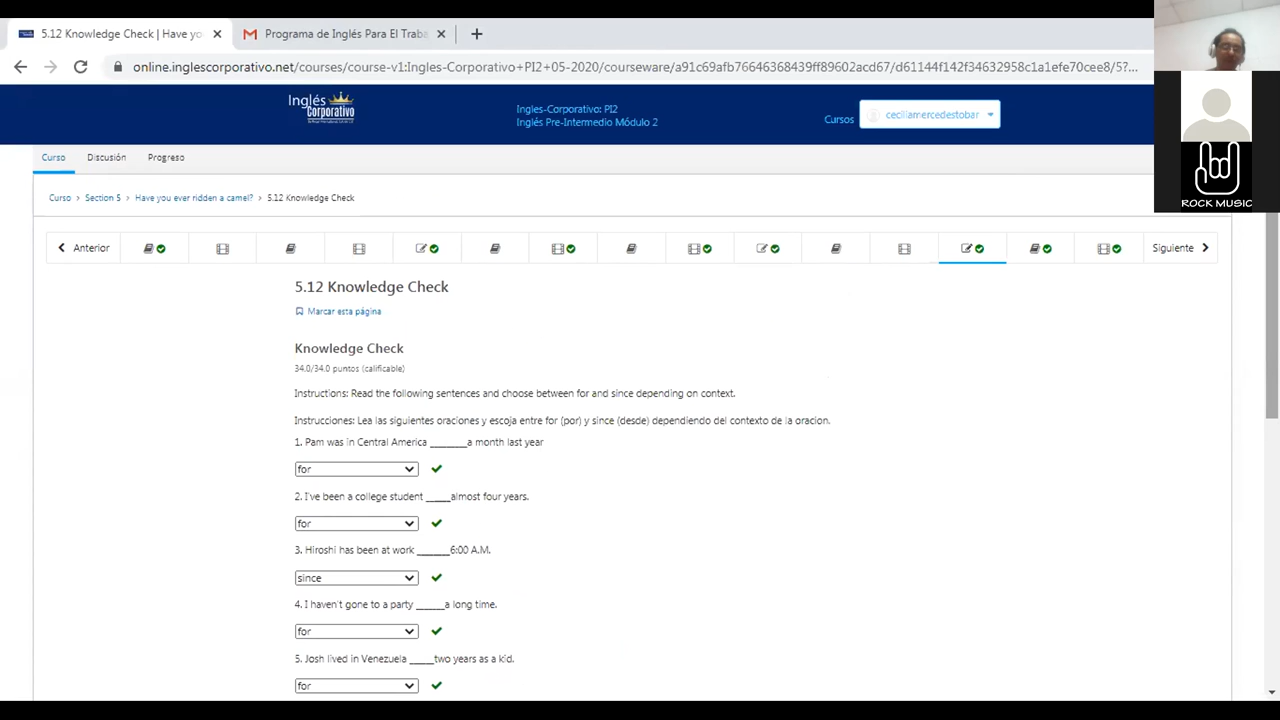 5.12 Knowledge Check | Have yo
Programa de Inglés Para El Traba
online.inglescorporativo.net/courses/course-v1:Ingles-Corporativo+PI2+05-2020/courseware/a91c69afb76646368439ff89602acd67/d61144f142f34632958c1a1efe70cee8/5?...
Inglés
Corporativo
Ingles-Corporativo: PI2
Inglés Pre-Intermedio Módulo 2
Cursos
ceciliamercedestobar
ROCK MUSIC
Curso
Discusión
Progreso
Curso > Section 5 > Have you ever ridden a camel? > 5.12 Knowledge Check
Anterior
Siguiente
5.12 Knowledge Check
Marcar esta página
Knowledge Check
34.0/34.0 puntos (calificable)
Instructions: Read the following sentences and choose between for and since depending on context.
Instrucciones: Lea las siguientes oraciones y escoja entre for (por) y since (desde) dependiendo del contexto de la oracion.
1. Pam was in Central America ________a month last year
for
2. I've been a college student _____almost four years.
for
3. Hiroshi has been at work _______6:00 A.M.
since
4. I haven't gone to a party ______a long time.
for
5. Josh lived in Venezuela _____two years as a kid.
for